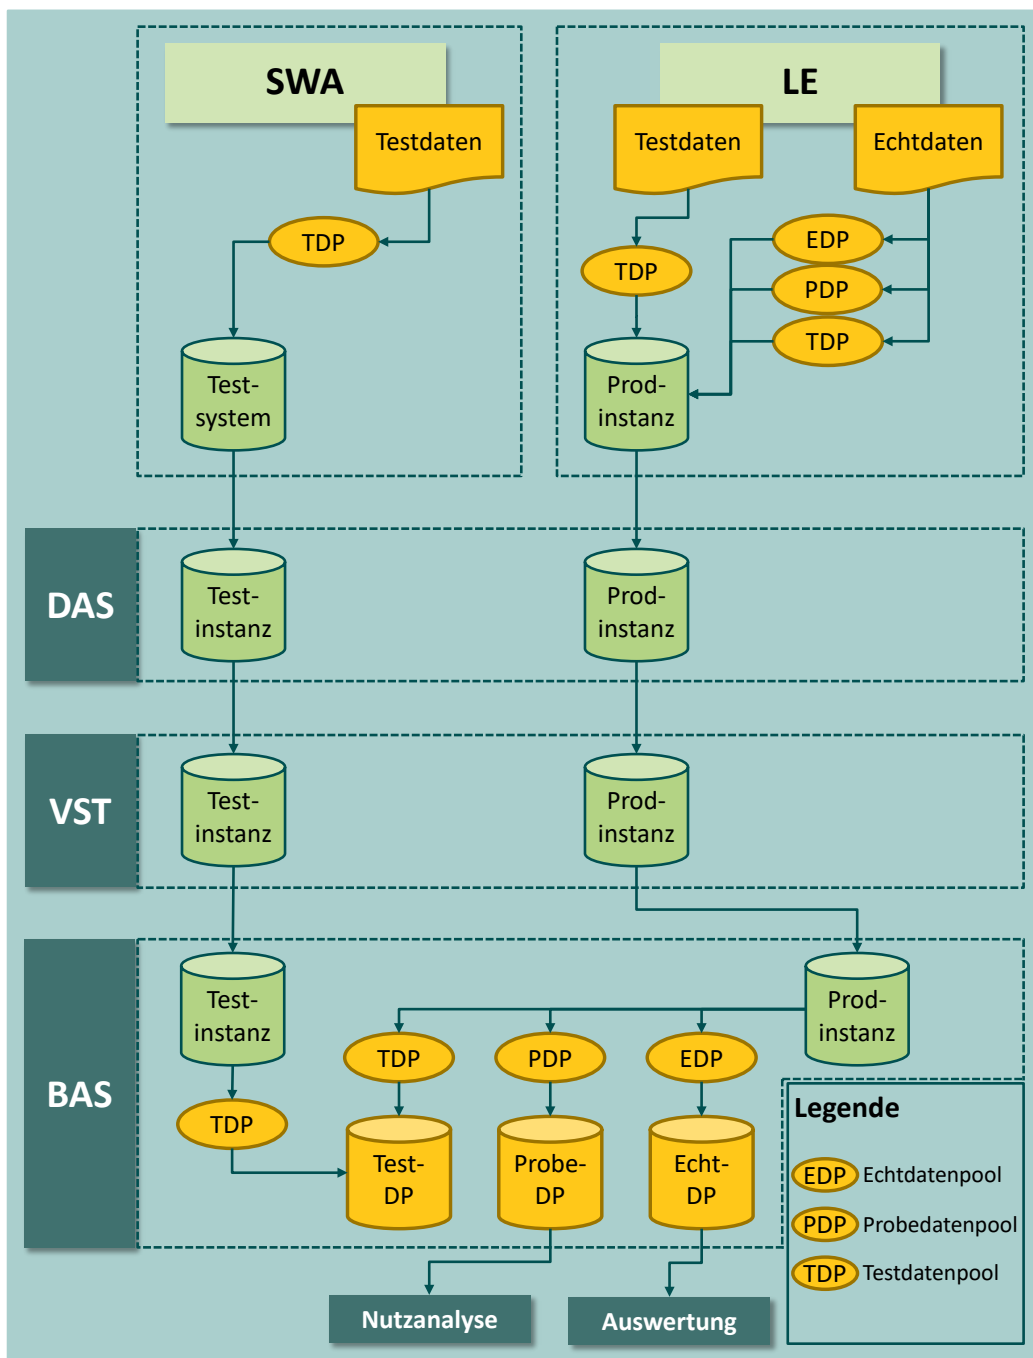 SWA
LE
Testdaten
Testdaten
Echtdaten
TDP
EDP
TDP
PDP
TDP
Test-
system
Prod-
instanz
DAS
Test-
instanz
Prod-
instanz
VST
Test-
instanz
Prod-
instanz
BAS
Test-
instanz
Prod-
instanz
TDP
PDP
EDP
TDP
Test-
DP
Probe-
DP
Echt-
DP
Legende
EDP Echtdatenpool
PDP Probedatenpool
TDP Testdatenpool
Nutzanalyse
Auswertung